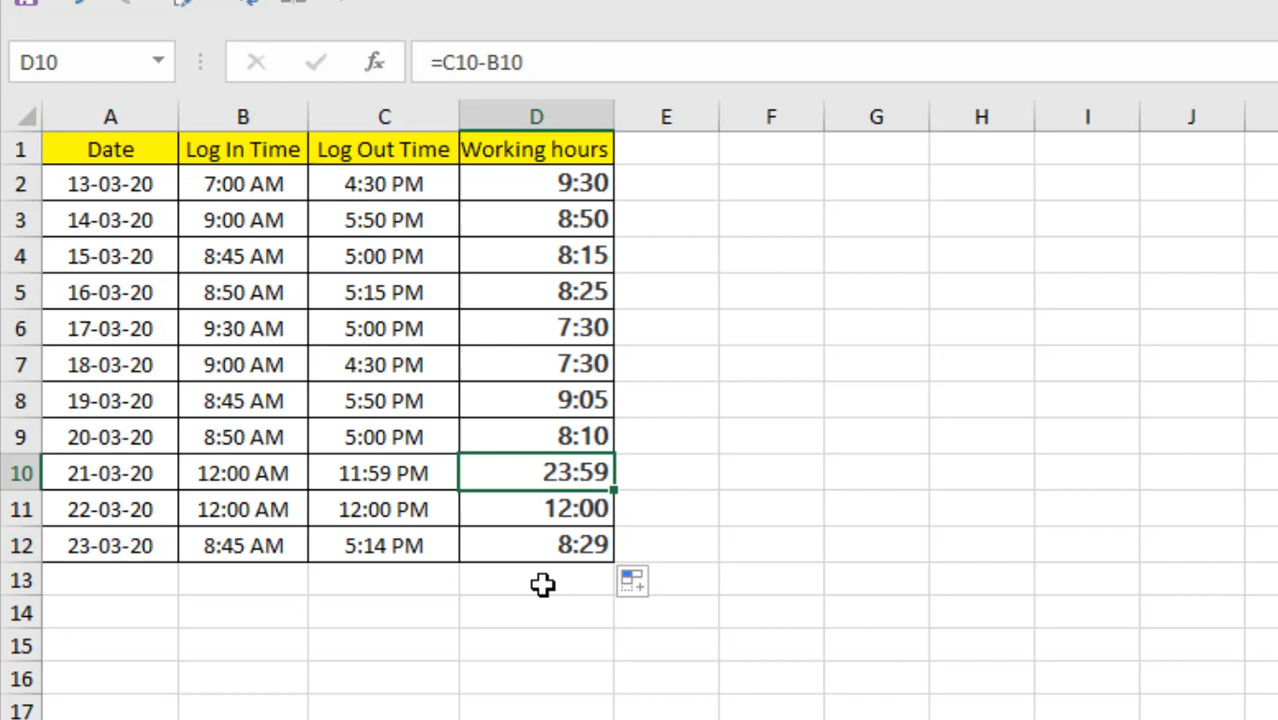 D10 fx =C10-B10
A B C D E F G H I J
1 Date Log In Time Log Out Time Working hours
2 13-03-20 7:00 AM 4:30 PM 9:30
3 14-03-20 9:00 AM 5:50 PM 8:50
4 15-03-20 8:45 AM 5:00 PM 8:15
5 16-03-20 8:50 AM 5:15 PM 8:25
6 17-03-20 9:30 AM 5:00 PM 7:30
7 18-03-20 9:00 AM 4:30 PM 7:30
8 19-03-20 8:45 AM 5:50 PM 9:05
9 20-03-20 8:50 AM 5:00 PM 8:10
10 21-03-20 12:00 AM 11:59 PM 23:59
11 22-03-20 12:00 AM 12:00 PM 12:00
12 23-03-20 8:45 AM 5:14 PM 8:29
13
14
15
16
17